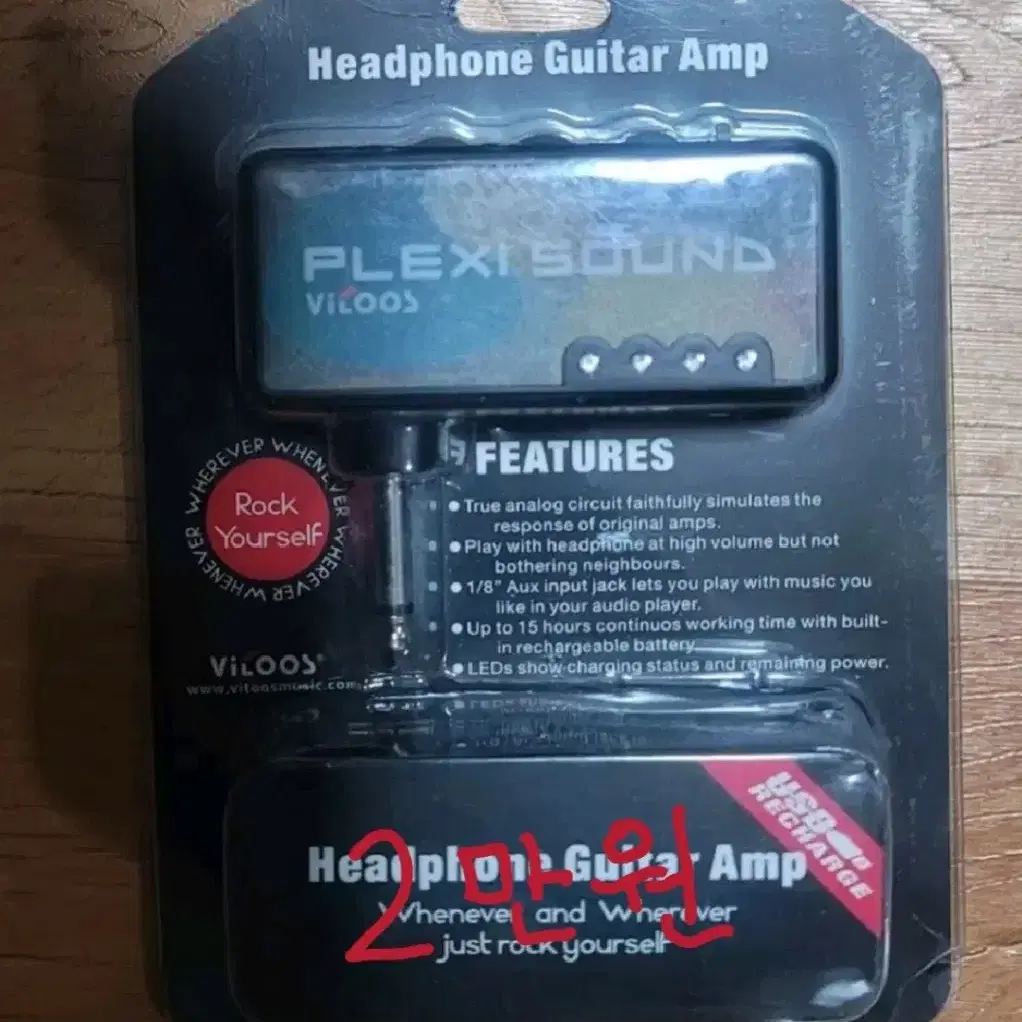 Headphone Guitar Amp
PLEXI SOUND
ViTOOS
WHENEVER WHEREVER WHENEVER WHEREVER
Rock
Yourself
FEATURES
● True analog circuit faithfully simulates the
response of original amps.
● Play with headphone at high volume but not
bothering neighbours.
● 1/8" Aux input jack lets you play with music you
like in your audio player.
● Up to 15 hours continuos working time with built-
in rechargeable battery
● LEDs show charging status and remaining power.
ViTOOS
www.vitoosmusic.com
USB
RECHARGE
Headphone Guitar Amp
2만원
Whenever and Wherever
just rock yourself